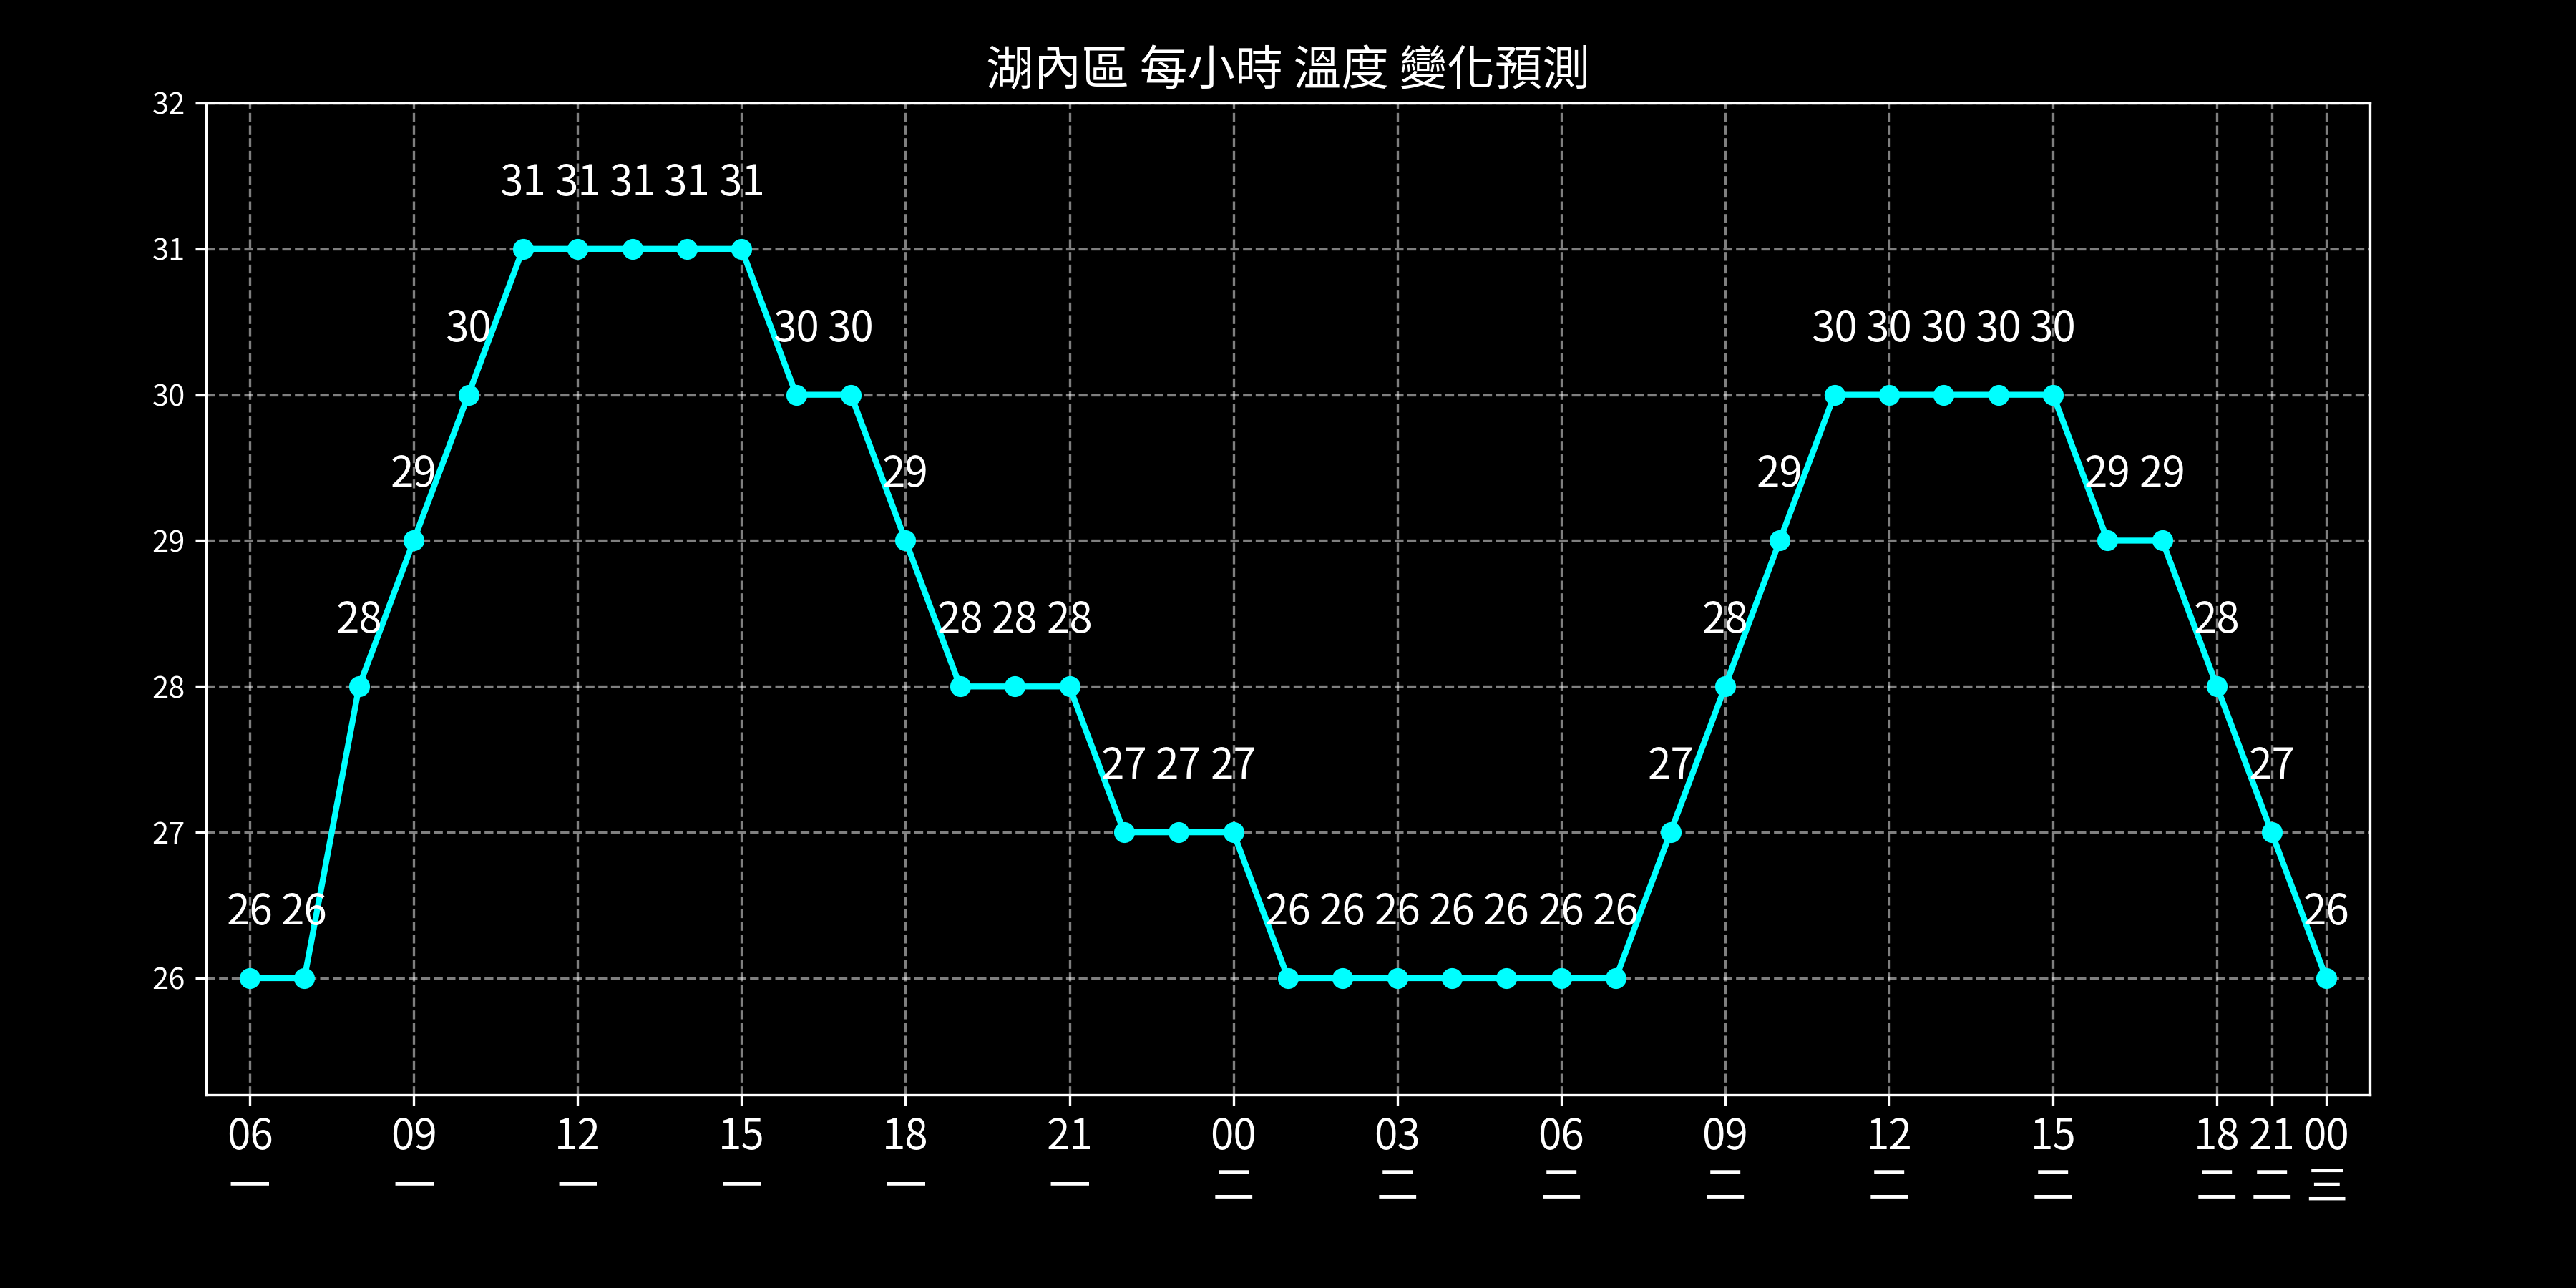 湖內區 每小時 溫度 變化預測
32
31 31 31 31 31
31
30 30 30 30 30 30 30 30
30
29 29 29 29 29
29
28 28 28 28 28 28
28
27 27 27 27 27
27
26 26 26 26 26 26 26 26 26 26
26
06 09 12 15 18 21 00 03 06 09 12 15 18 21 00
一 一 一 一 一 一 二 二 二 二 二 二 二 二 三